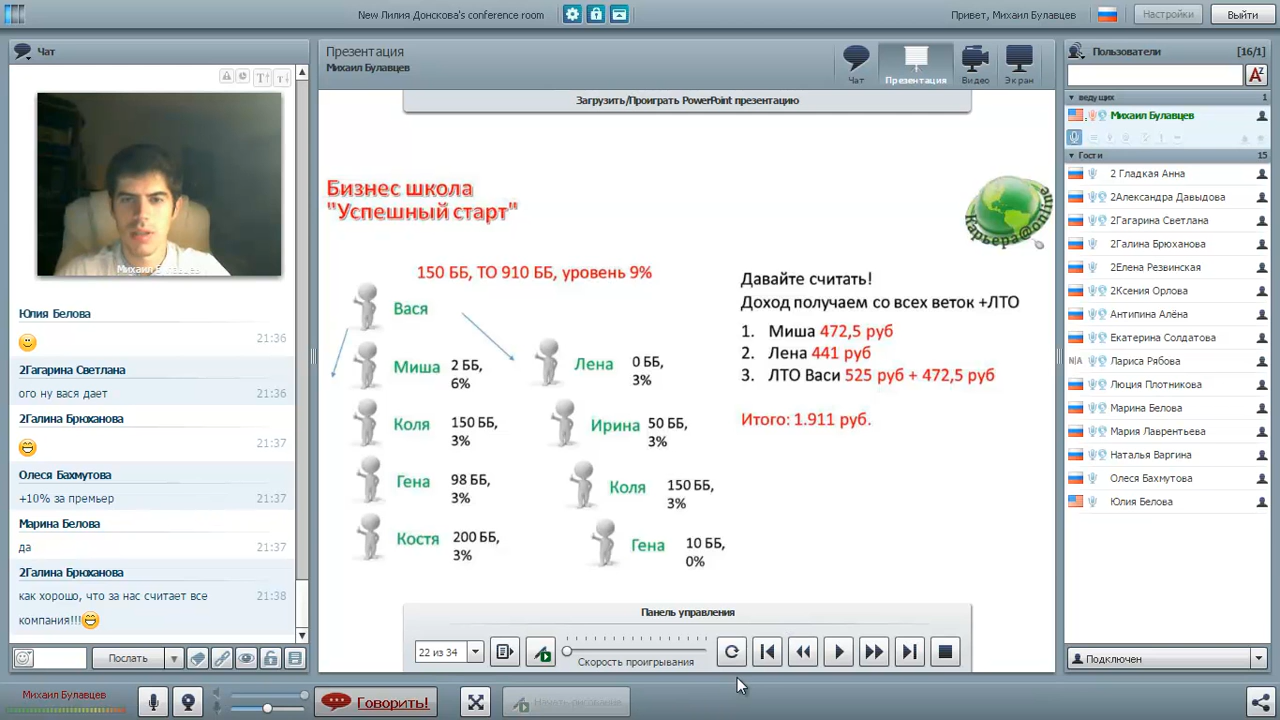 New Лилия Донскова's conference room
Привет, Михаил Булавцев
Настройки
Выйти
Чат
Михаил Булавцев
Юлия Белова
21:36
2Гагарина Светлана
ого ну вася дает
21:36
2Галина Брюханова
21:37
Олеся Бахмутова
+10% за премьер
21:37
Марина Белова
да
21:37
2Галина Брюханова
как хорошо, что за нас считает все
21:38
компания!!!
Послать
Презентация
Михаил Булавцев
Чат
Презентация
Видео
Экран
Загрузить/Проиграть PowerPoint презентацию
Бизнес школа
"Успешный старт"
Карьера@online
150 ББ, ТО 910 ББ, уровень 9%
Вася
Миша 2 ББ,
6%
Лена 0 ББ,
3%
Коля 150 ББ,
3%
Ирина 50 ББ,
3%
Гена 98 ББ,
3%
Коля 150 ББ,
3%
Костя 200 ББ,
3%
Гена 10 ББ,
0%
Давайте считать!
Доход получаем со всех веток +ЛТО
1. Миша 472,5 руб
2. Лена 441 руб
3. ЛТО Васи 525 руб + 472,5 руб
Итого: 1.911 руб.
Панель управления
22 из 34
Скорость проигрывания
Пользователи
[16/1]
ведущих 1
Михаил Булавцев
Гости 15
2 Гладкая Анна
2Александра Давыдова
2Гагарина Светлана
2Галина Брюханова
2Елена Резвинская
2Ксения Орлова
Антипина Алёна
Екатерина Солдатова
N/A Лариса Рябова
Люция Плотникова
Марина Белова
Мария Лаврентьева
Наталья Варгина
Олеся Бахмутова
Юлия Белова
Подключен
Михаил Булавцев
Говорить!